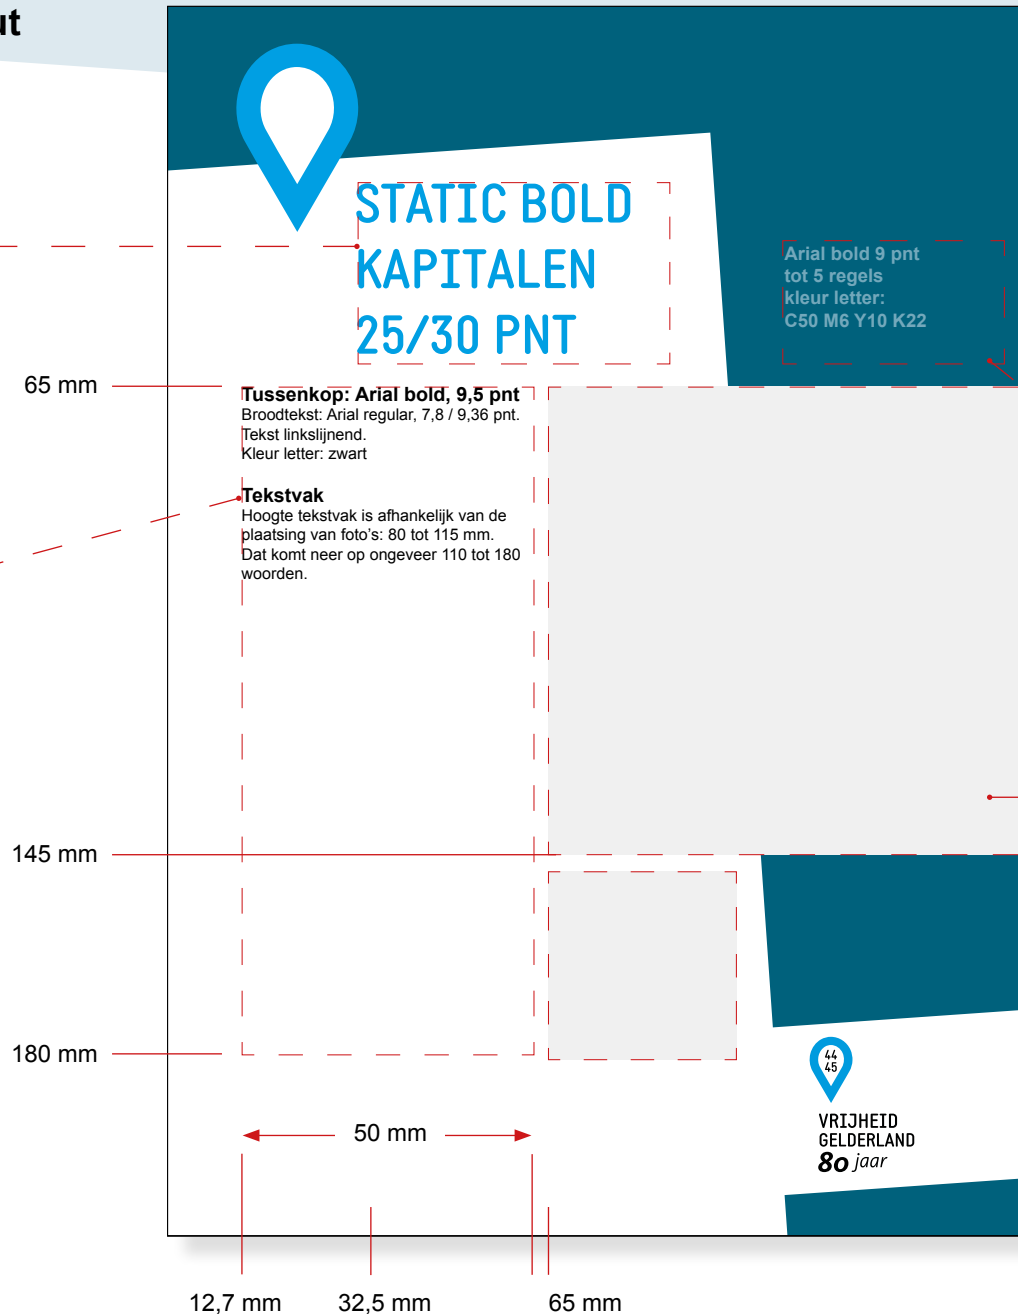 ut
STATIC BOLD
KAPITALEN
25/30 PNT
Arial bold 9 pnt
tot 5 regels
kleur letter:
C50 M6 Y10 K22
65 mm
Tussenkop: Arial bold, 9,5 pnt
Broodtekst: Arial regular, 7,8 / 9,36 pnt.
Tekst linkslijnend.
Kleur letter: zwart
Tekstvak
Hoogte tekstvak is afhankelijk van de
plaatsing van foto's: 80 tot 115 mm.
Dat komt neer op ongeveer 110 tot 180
woorden.
145 mm
180 mm
44
45
VRIJHEID
GELDERLAND
80 jaar
50 mm
12,7 mm 32,5 mm 65 mm